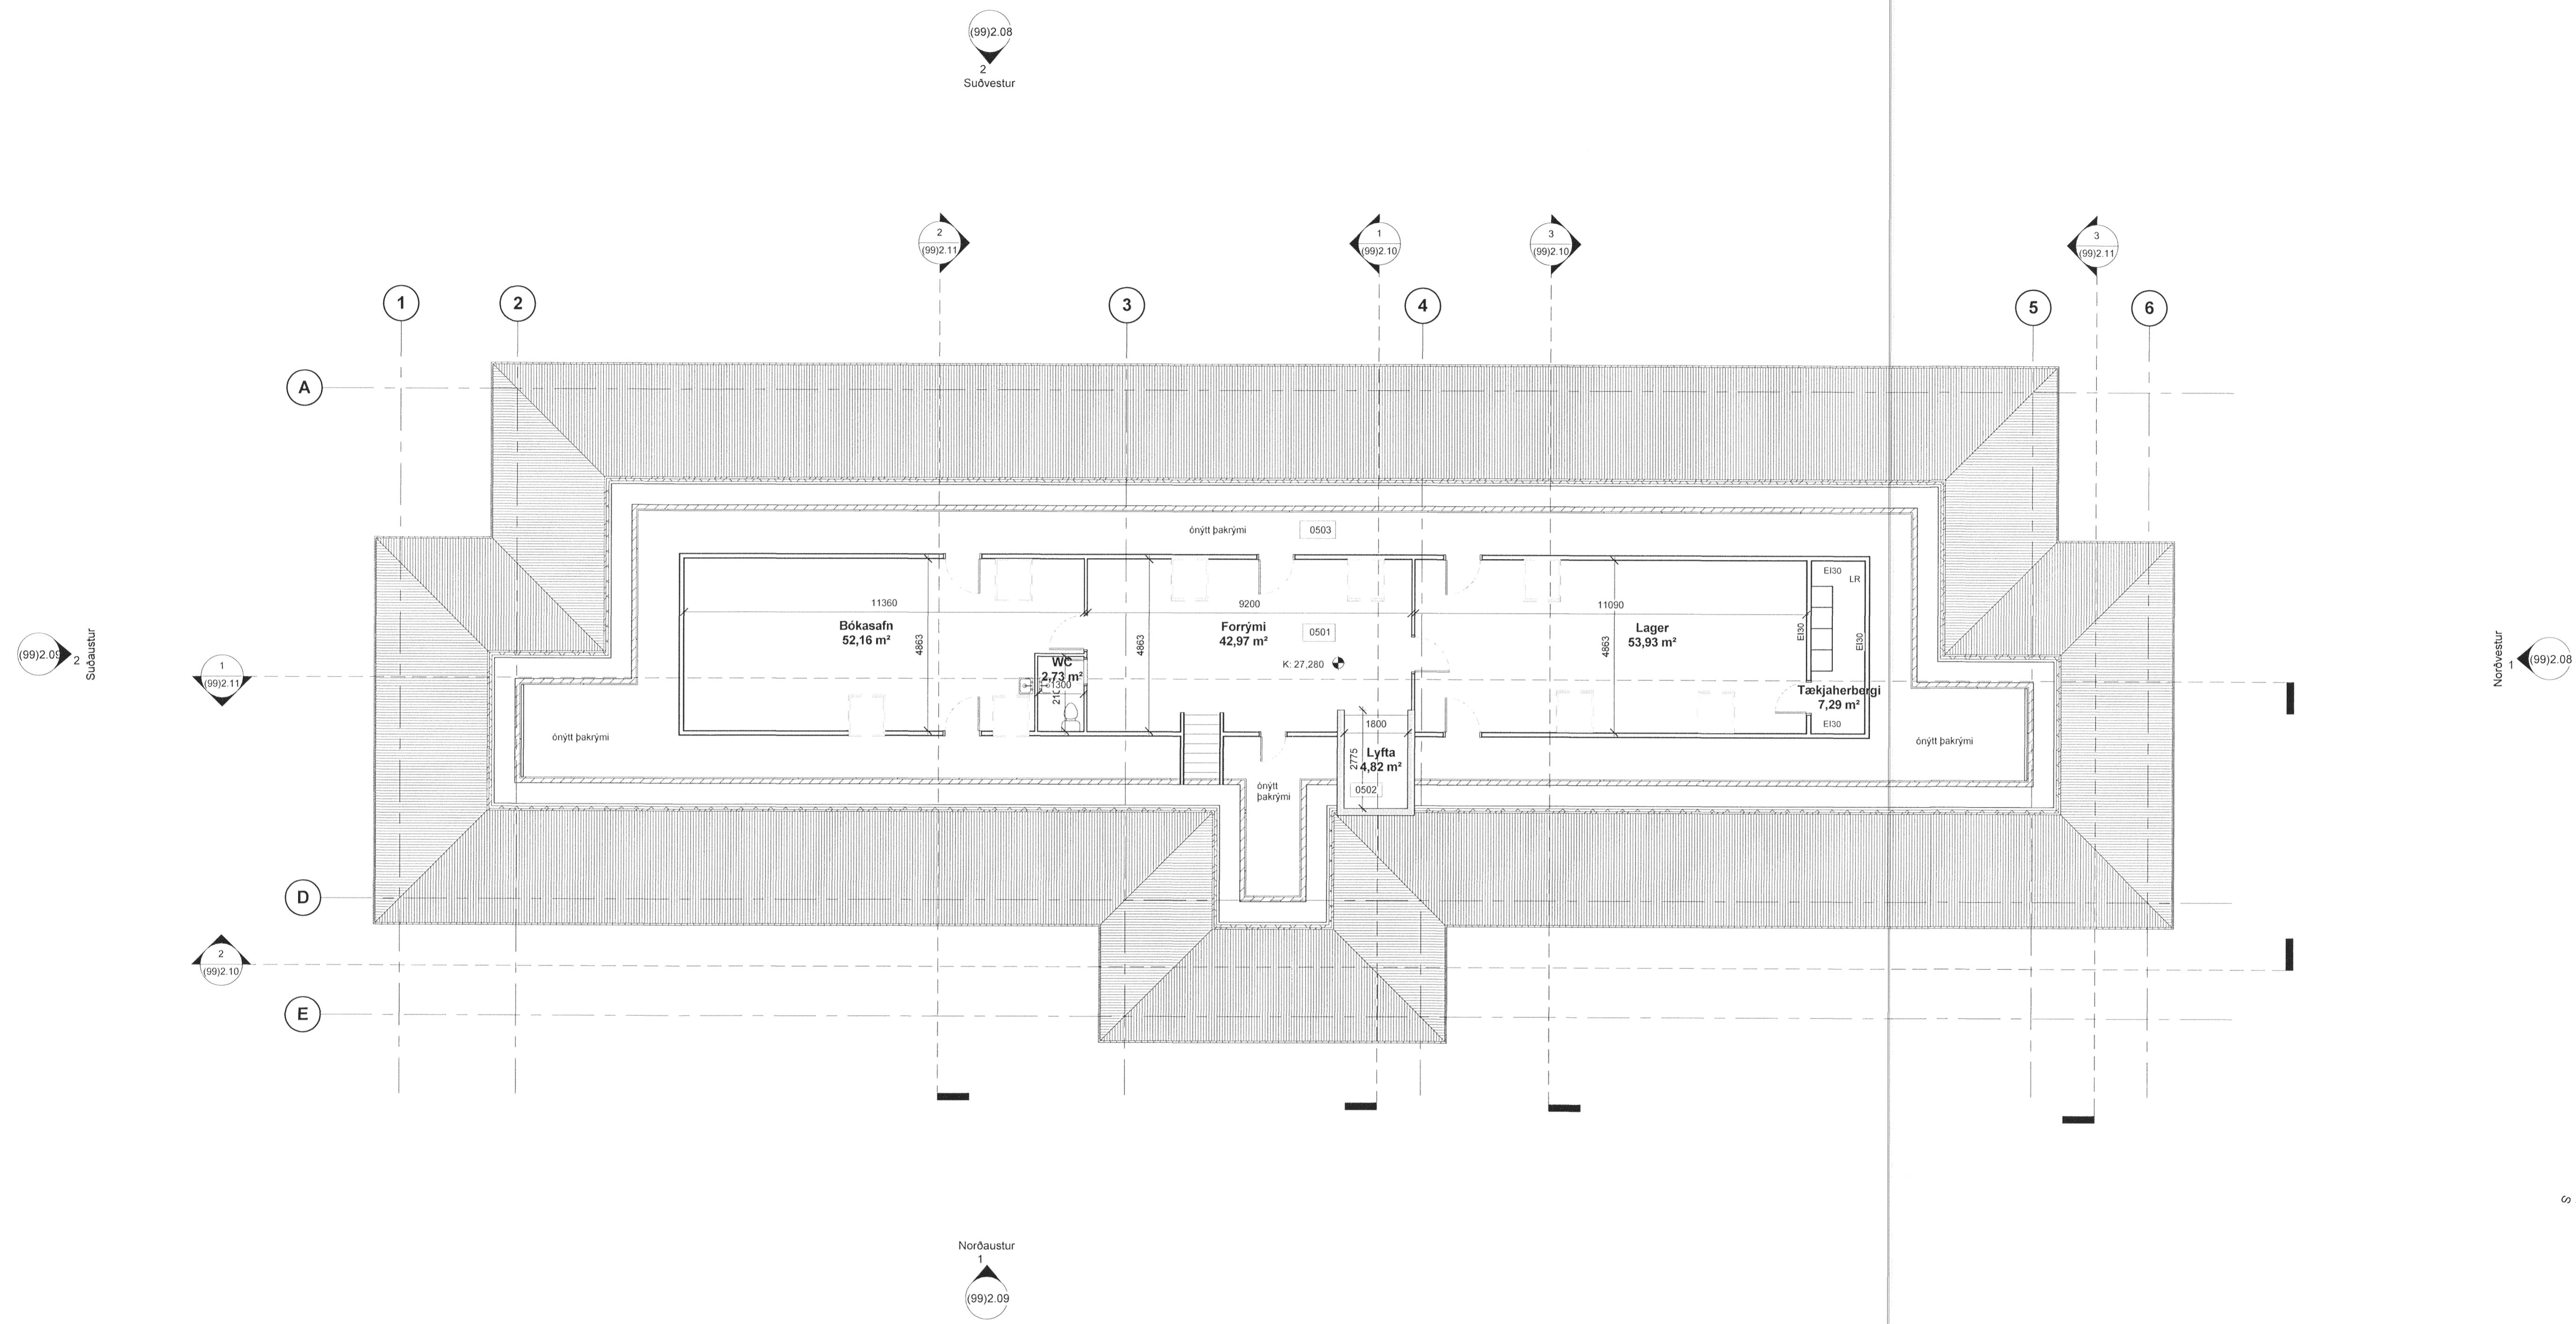 (99)2.08
2
Suðvestur
2
(99)2.11
1
(99)2.10
3
(99)2.10
3
(99)2.11
1
2
3
4
5
6
A
ónýtt þakrými
0503
EI30
LR
11360
9200
11090
Bókasafn
52,16 m²
4863
4863
Forrými
42,97 m²
0501
Lager
53,93 m²
4863
EI30
EI30
(99)2.09
2
Suðaustur
1
(99)2.11
WC
2,73 m²
1300
K: 27,280
Norðvestur
1
(99)2.08
Tækjaherbergi
7,29 m²
EI30
ónýtt þakrými
1800
ónýtt þakrými
Lyfta
4,82 m²
2775
0502
ónýtt
þakrými
D
2
(99)2.10
E
S
Norðaustur
1
(99)2.09